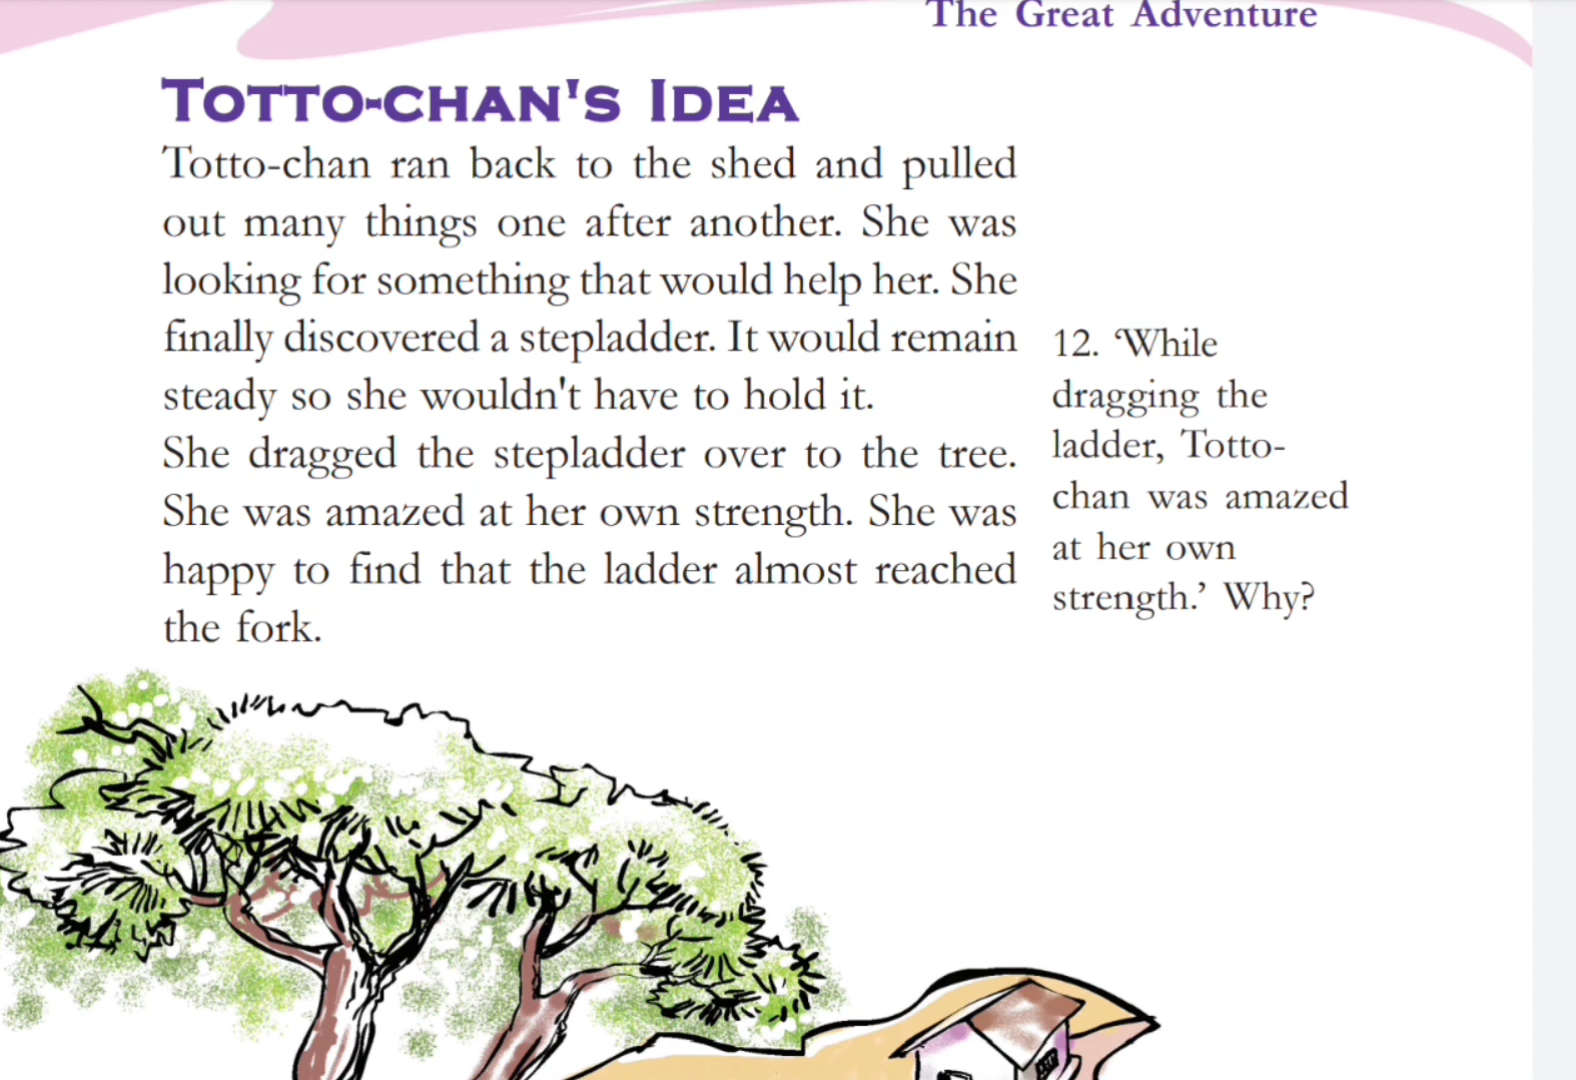 The Great Adventure
TOTTO-CHAN'S IDEA
Totto-chan ran back to the shed and pulled
out many things one after another. She was
looking for something that would help her. She
finally discovered a stepladder. It would remain
steady so she wouldn't have to hold it.
She dragged the stepladder over to the tree.
She was amazed at her own strength. She was
happy to find that the ladder almost reached
the fork.
12. ‘While
dragging the
ladder, Totto-
chan was amazed
at her own
strength.’ Why?